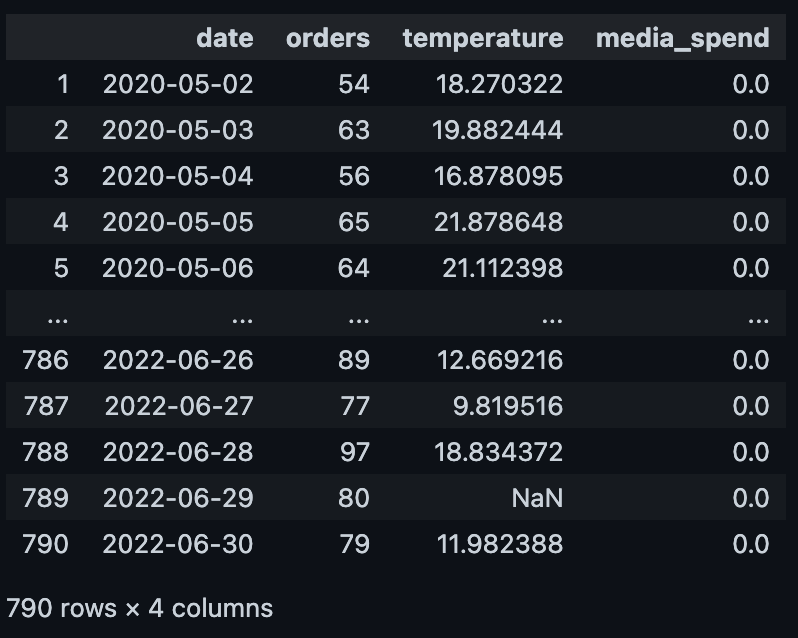 date orders temperature media_spend
1 2020-05-02 54 18.270322 0.0
2 2020-05-03 63 19.882444 0.0
3 2020-05-04 56 16.878095 0.0
4 2020-05-05 65 21.878648 0.0
5 2020-05-06 64 21.112398 0.0
... ... ... ... ...
786 2022-06-26 89 12.669216 0.0
787 2022-06-27 77 9.819516 0.0
788 2022-06-28 97 18.834372 0.0
789 2022-06-29 80 NaN 0.0
790 2022-06-30 79 11.982388 0.0
790 rows × 4 columns